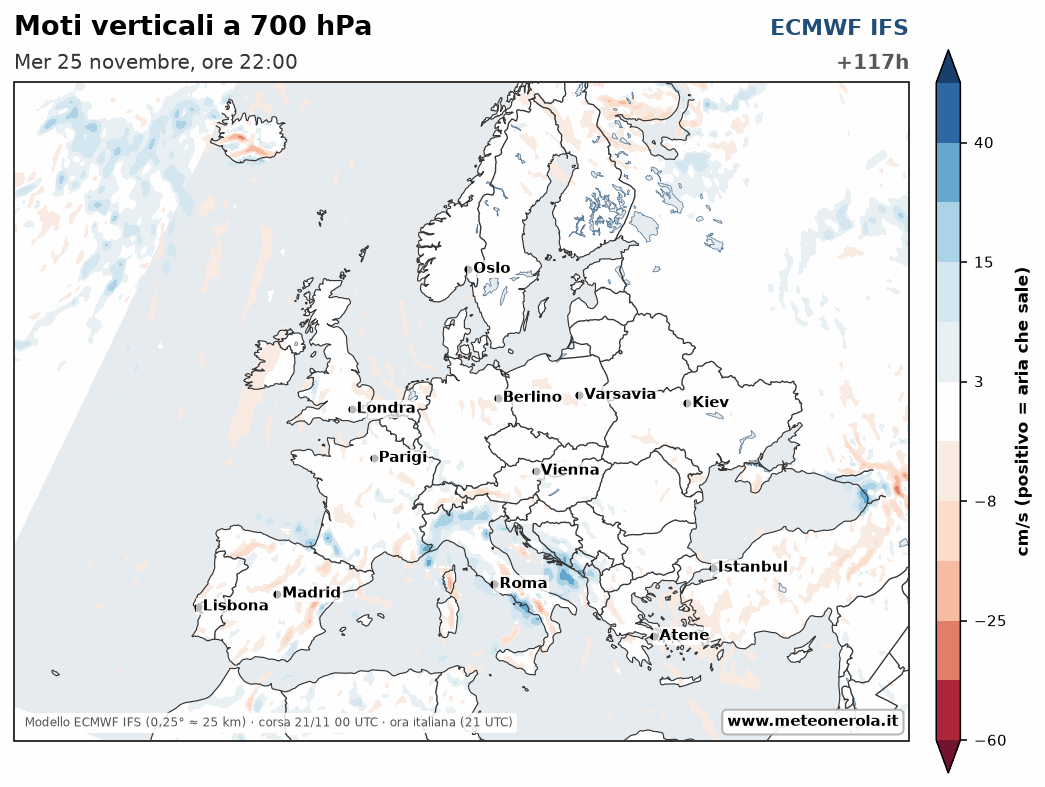 Moti verticali a 700 hPa
ECMWF IFS
Mer 25 novembre, ore 22:00
+117h
40
15
3
−8
−25
−60
cm/s (positivo = aria che sale)
Oslo
Londra
Berlino
Varsavia
Kiev
Parigi
Vienna
Istanbul
Roma
Madrid
Lisbona
Atene
Modello ECMWF IFS (0,25° ≈ 25 km) · corsa 21/11 00 UTC · ora italiana (21 UTC)
www.meteonerola.it